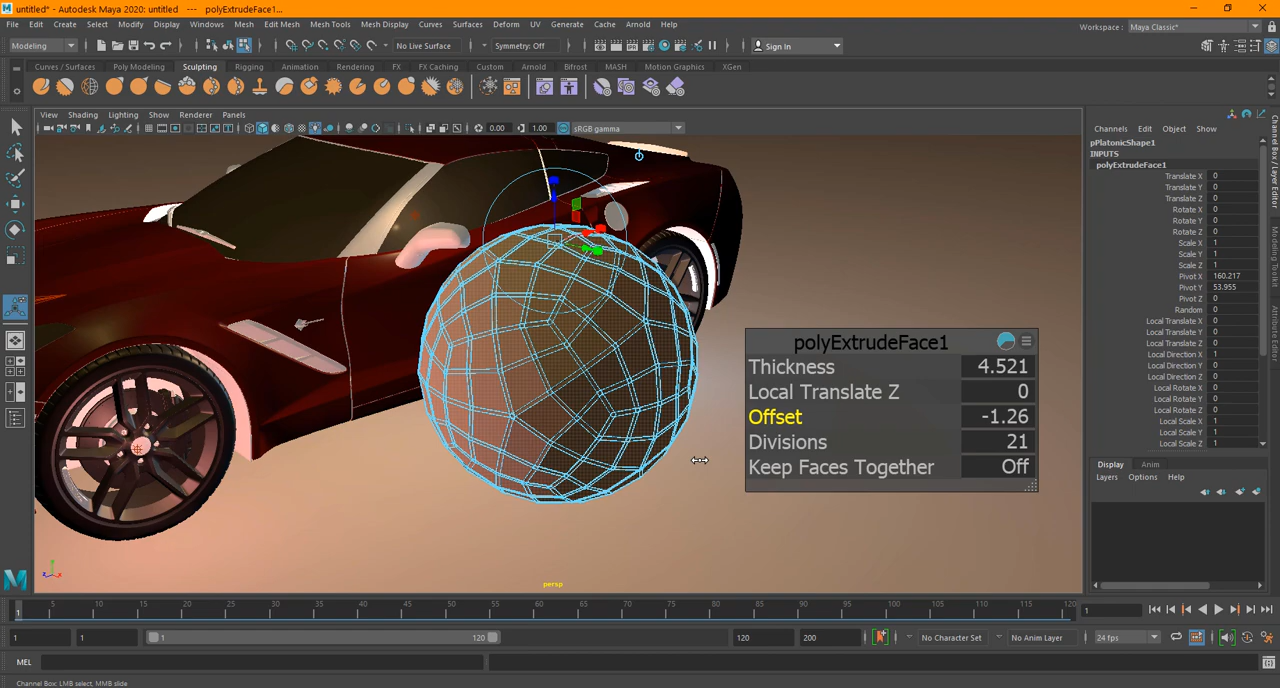 untitled* - Autodesk Maya 2020: untitled --- polyExtrudeFace1...
File Edit Create Select Modify Display Windows Mesh Edit Mesh Mesh Tools Mesh Display Curves Surfaces Deform UV Generate Cache Arnold Help
Workspace : Maya Classic*
Modeling No Live Surface Symmetry: Off Sign In
Curves / Surfaces Poly Modeling Sculpting Rigging Animation Rendering FX FX Caching Custom Arnold Bifrost MASH Motion Graphics XGen
View Shading Lighting Show Renderer Panels
0.00 1.00 sRGB gamma
Channels Edit Object Show
pPlatonicShape1
INPUTS
polyExtrudeFace1
Translate X 0
Translate Y 0
Translate Z 0
Rotate X 0
Rotate Y 0
Rotate Z 0
Scale X 1
Scale Y 1
Scale Z 1
Pivot X 160.217
Pivot Y 53.955
Pivot Z 0
Random 0
Local Translate X 0
Local Translate Y 0
Local Translate Z 0
Local Direction X 1
Local Direction Y 0
Local Direction Z 0
Local Rotate X 0
Local Rotate Y 0
Local Rotate Z 0
Local Scale X 1
Local Scale Y 1
Local Scale Z 1
Channel Box / Layer Editor
Modeling Toolkit
Attribute Editor
polyExtrudeFace1
Thickness 4.521
Local Translate Z 0
Offset -1.26
Divisions 21
Keep Faces Together Off
persp
Display Anim
Layers Options Help
1 5 10 15 20 25 30 35 40 45 50 55 60 65 70 75 80 85 90 95 100 105 110 115 120 1
1 1 1 120 120 200 No Character Set No Anim Layer 24 fps
MEL
Channel Box: LMB select, MMB slide